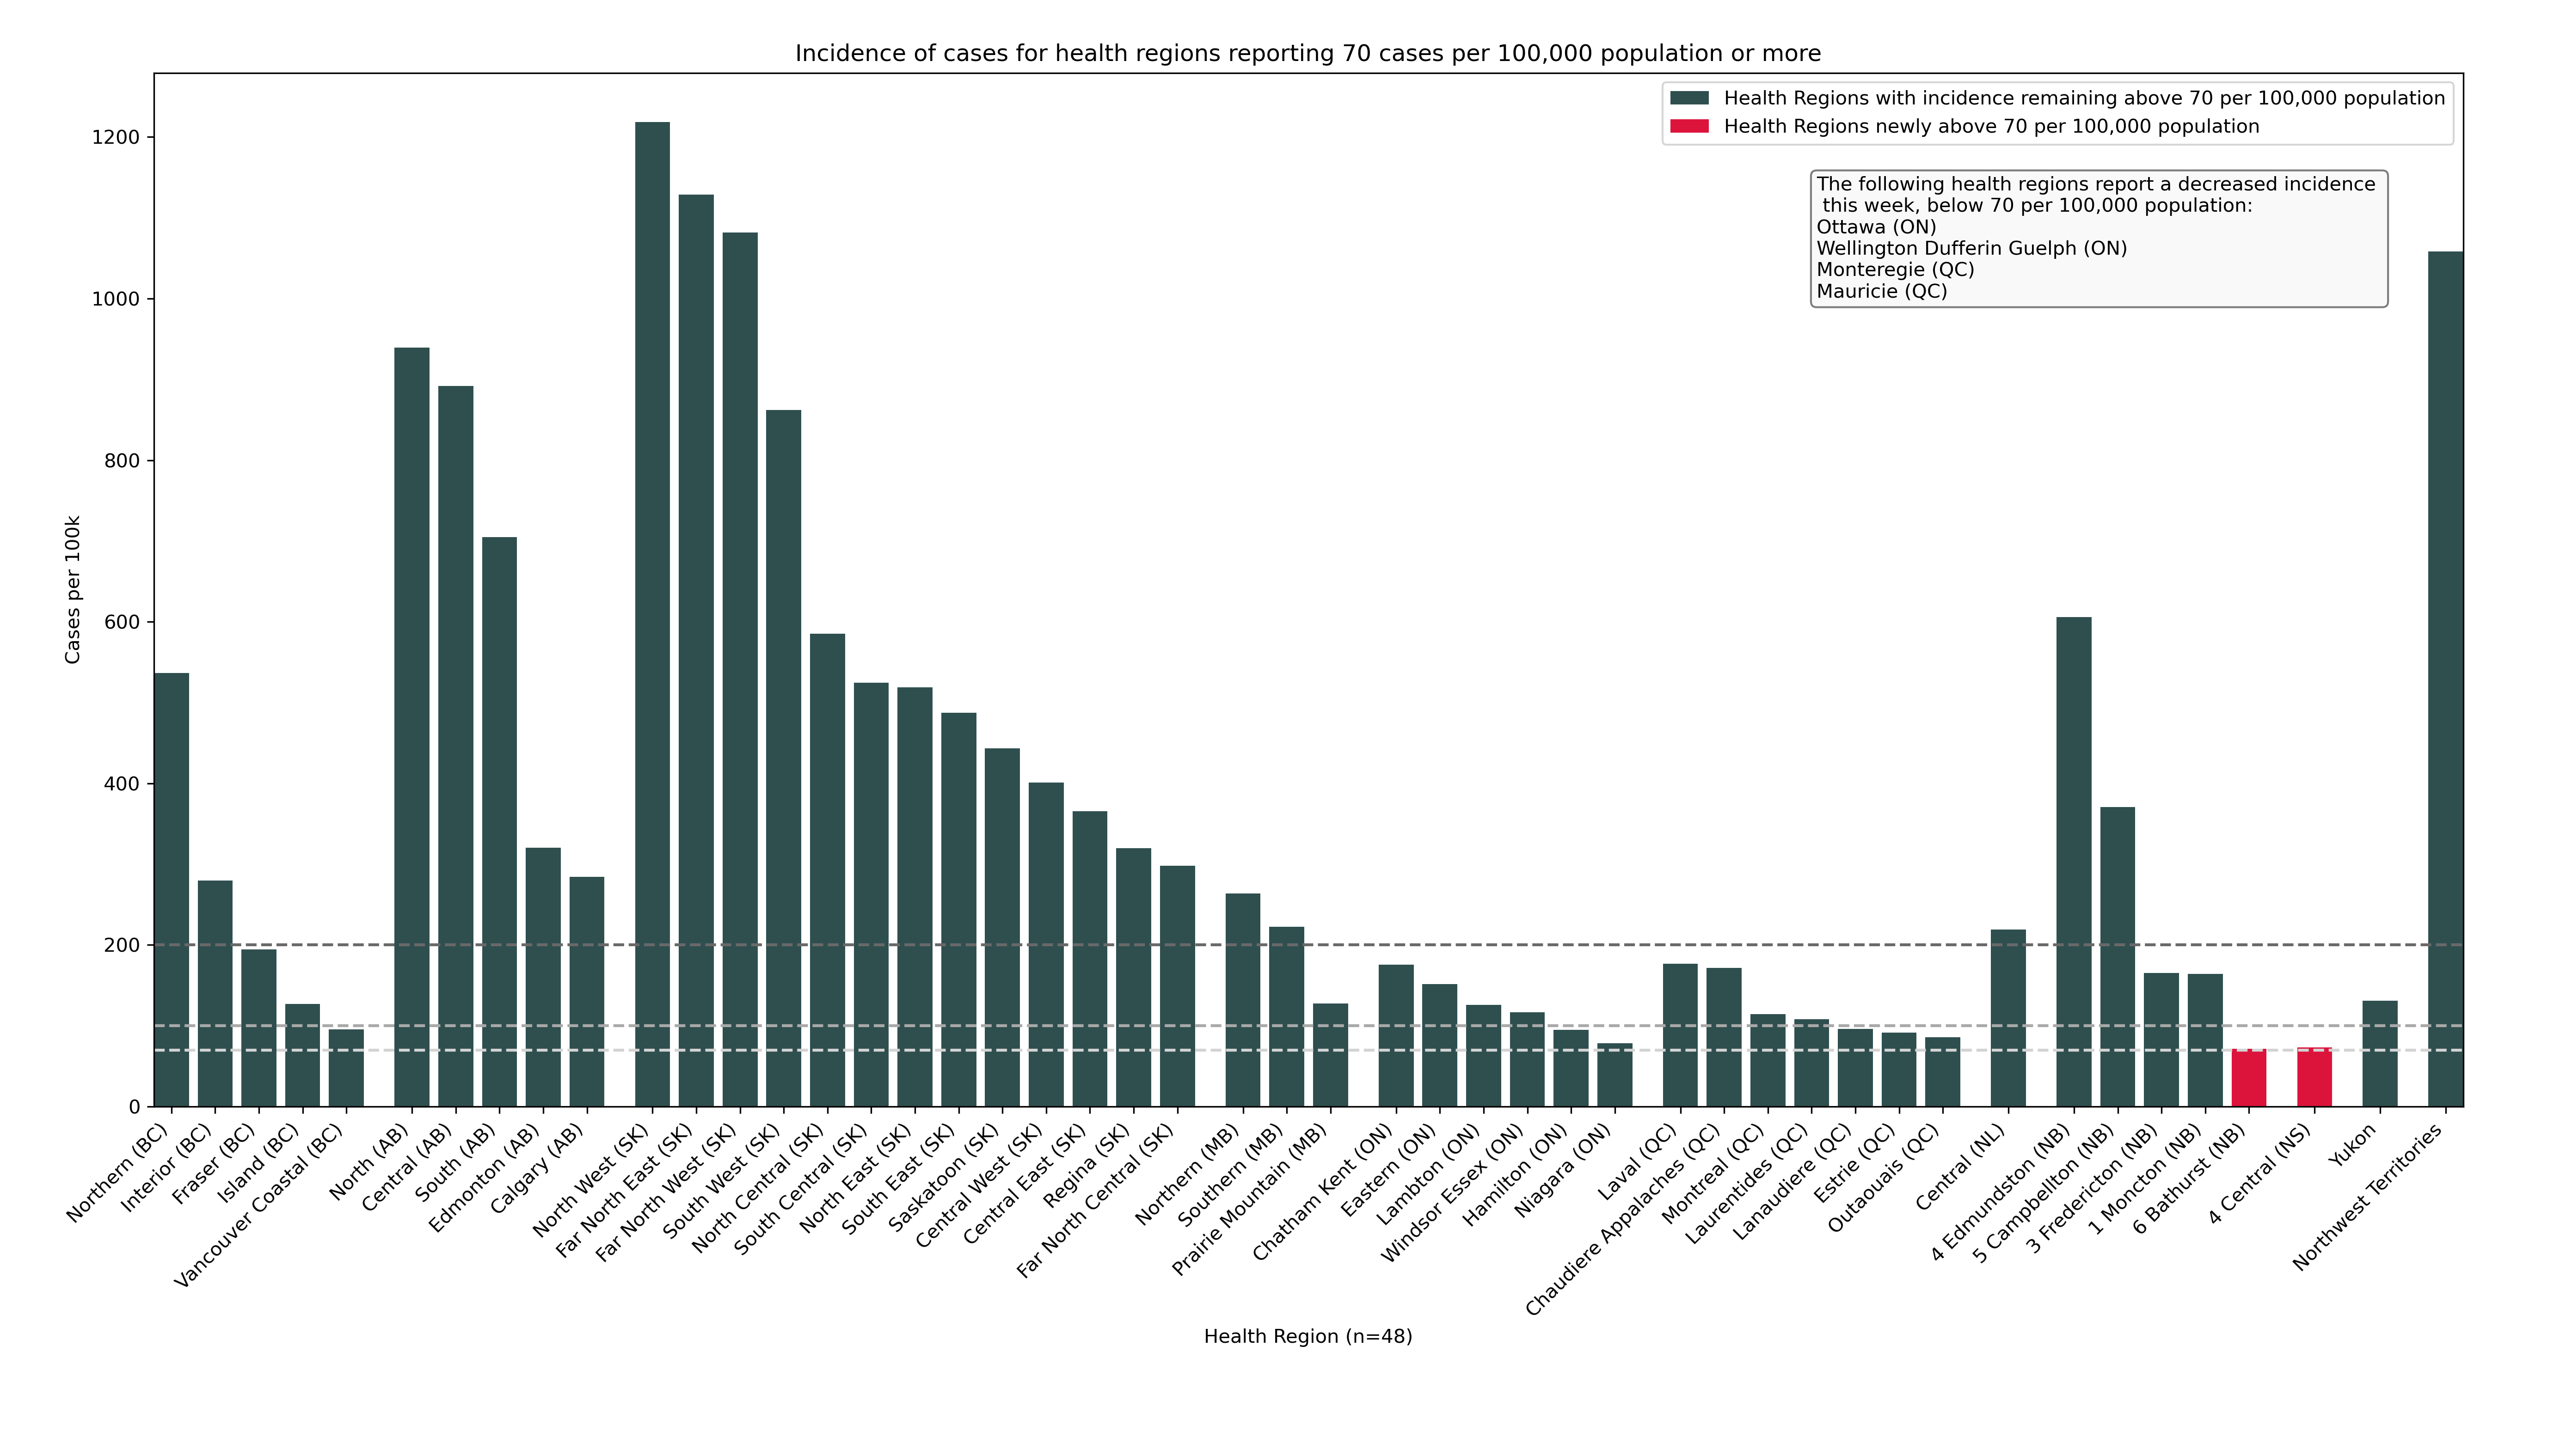 Incidence of cases for health regions reporting 70 cases per 100,000 population or more
Health Regions with incidence remaining above 70 per 100,000 population
Health Regions newly above 70 per 100,000 population
The following health regions report a decreased incidence
this week, below 70 per 100,000 population:
Ottawa (ON)
Wellington Dufferin Guelph (ON)
Monteregie (QC)
Mauricie (QC)
Cases per 100k
1200
1000
800
600
400
200
0
Northern (BC)
Interior (BC)
Fraser (BC)
Island (BC)
Vancouver Coastal (BC)
North (AB)
Central (AB)
South (AB)
Edmonton (AB)
Calgary (AB)
North West (SK)
Far North East (SK)
Far North West (SK)
South West (SK)
North Central (SK)
South Central (SK)
North East (SK)
South East (SK)
Saskatoon (SK)
Central West (SK)
Central East (SK)
Regina (SK)
Far North Central (SK)
Northern (MB)
Southern (MB)
Prairie Mountain (MB)
Chatham Kent (ON)
Eastern (ON)
Lambton (ON)
Windsor Essex (ON)
Hamilton (ON)
Niagara (ON)
Laval (QC)
Chaudiere Appalaches (QC)
Montreal (QC)
Laurentides (QC)
Lanaudiere (QC)
Estrie (QC)
Outaouais (QC)
Central (NL)
4 Edmundston (NB)
5 Campbellton (NB)
3 Fredericton (NB)
1 Moncton (NB)
6 Bathurst (NB)
4 Central (NS)
Yukon
Northwest Territories
Health Region (n=48)